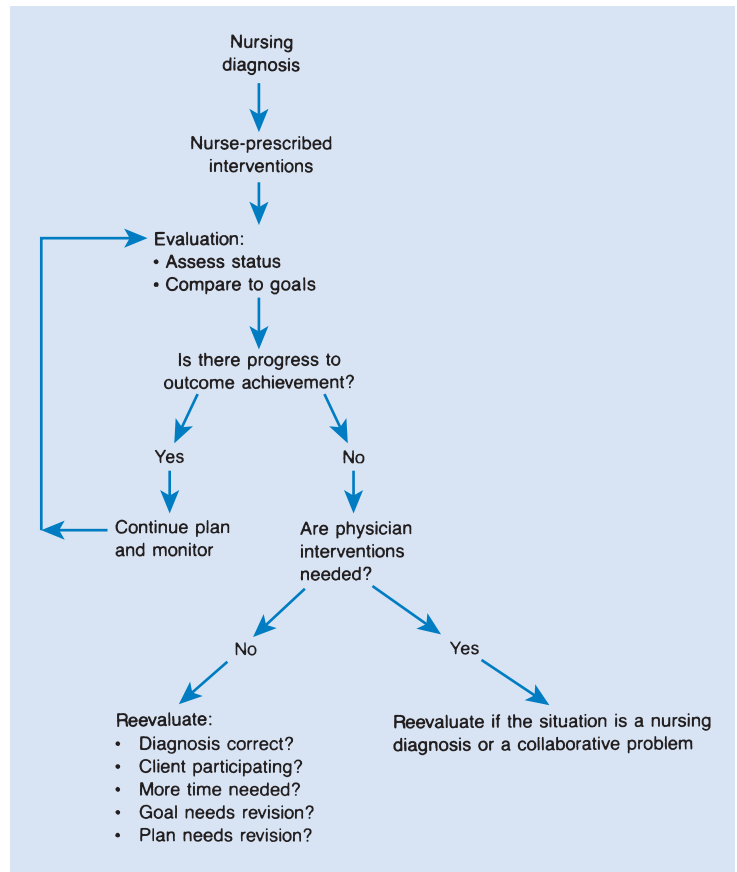 Nursing
diagnosis
Nurse-prescribed
interventions
Evaluation:
• Assess status
• Compare to goals
Is there progress to
outcome achievement?
Yes
No
Continue plan
and monitor
Are physician
interventions
needed?
No
Yes
Reevaluate:
• Diagnosis correct?
• Client participating?
• More time needed?
• Goal needs revision?
• Plan needs revision?
Reevaluate if the situation is a nursing
diagnosis or a collaborative problem